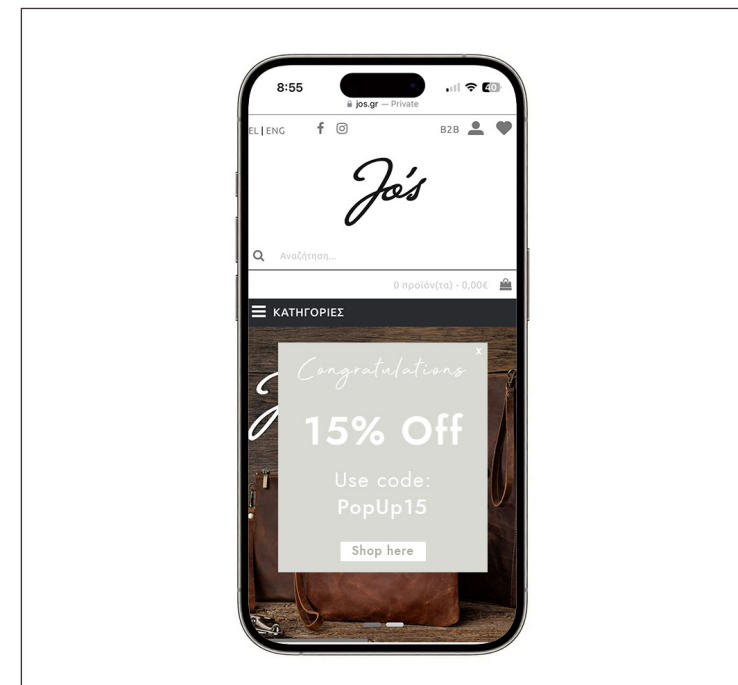 8:55
40
jos.gr — Private
EL | ENG
B2B
Jo's
Αναζήτηση...
0 προϊόν(τα) - 0,00€
ΚΑΤΗΓΟΡΙΕΣ
x
Congratulations
15% Off
Use code:
PopUp15
Shop here